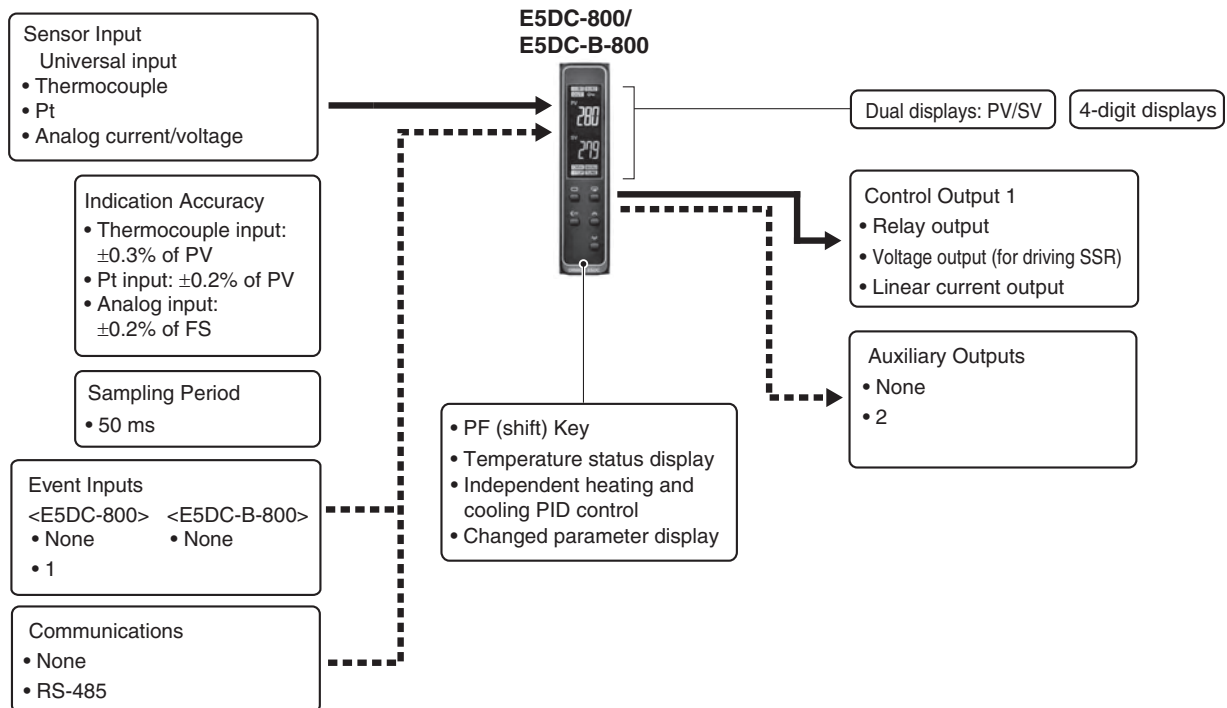 E5DC-800/
E5DC-B-800
Sensor Input
Universal input
• Thermocouple
• Pt
• Analog current/voltage
Indication Accuracy
• Thermocouple input:
±0.3% of PV
• Pt input: ±0.2% of PV
• Analog input:
±0.2% of FS
Sampling Period
• 50 ms
Event Inputs
<E5DC-800> <E5DC-B-800>
• None • None
• 1
Communications
• None
• RS-485
PV
280
SV
279
• PF (shift) Key
• Temperature status display
• Independent heating and
cooling PID control
• Changed parameter display
Dual displays: PV/SV
4-digit displays
Control Output 1
• Relay output
• Voltage output (for driving SSR)
• Linear current output
Auxiliary Outputs
• None
• 2